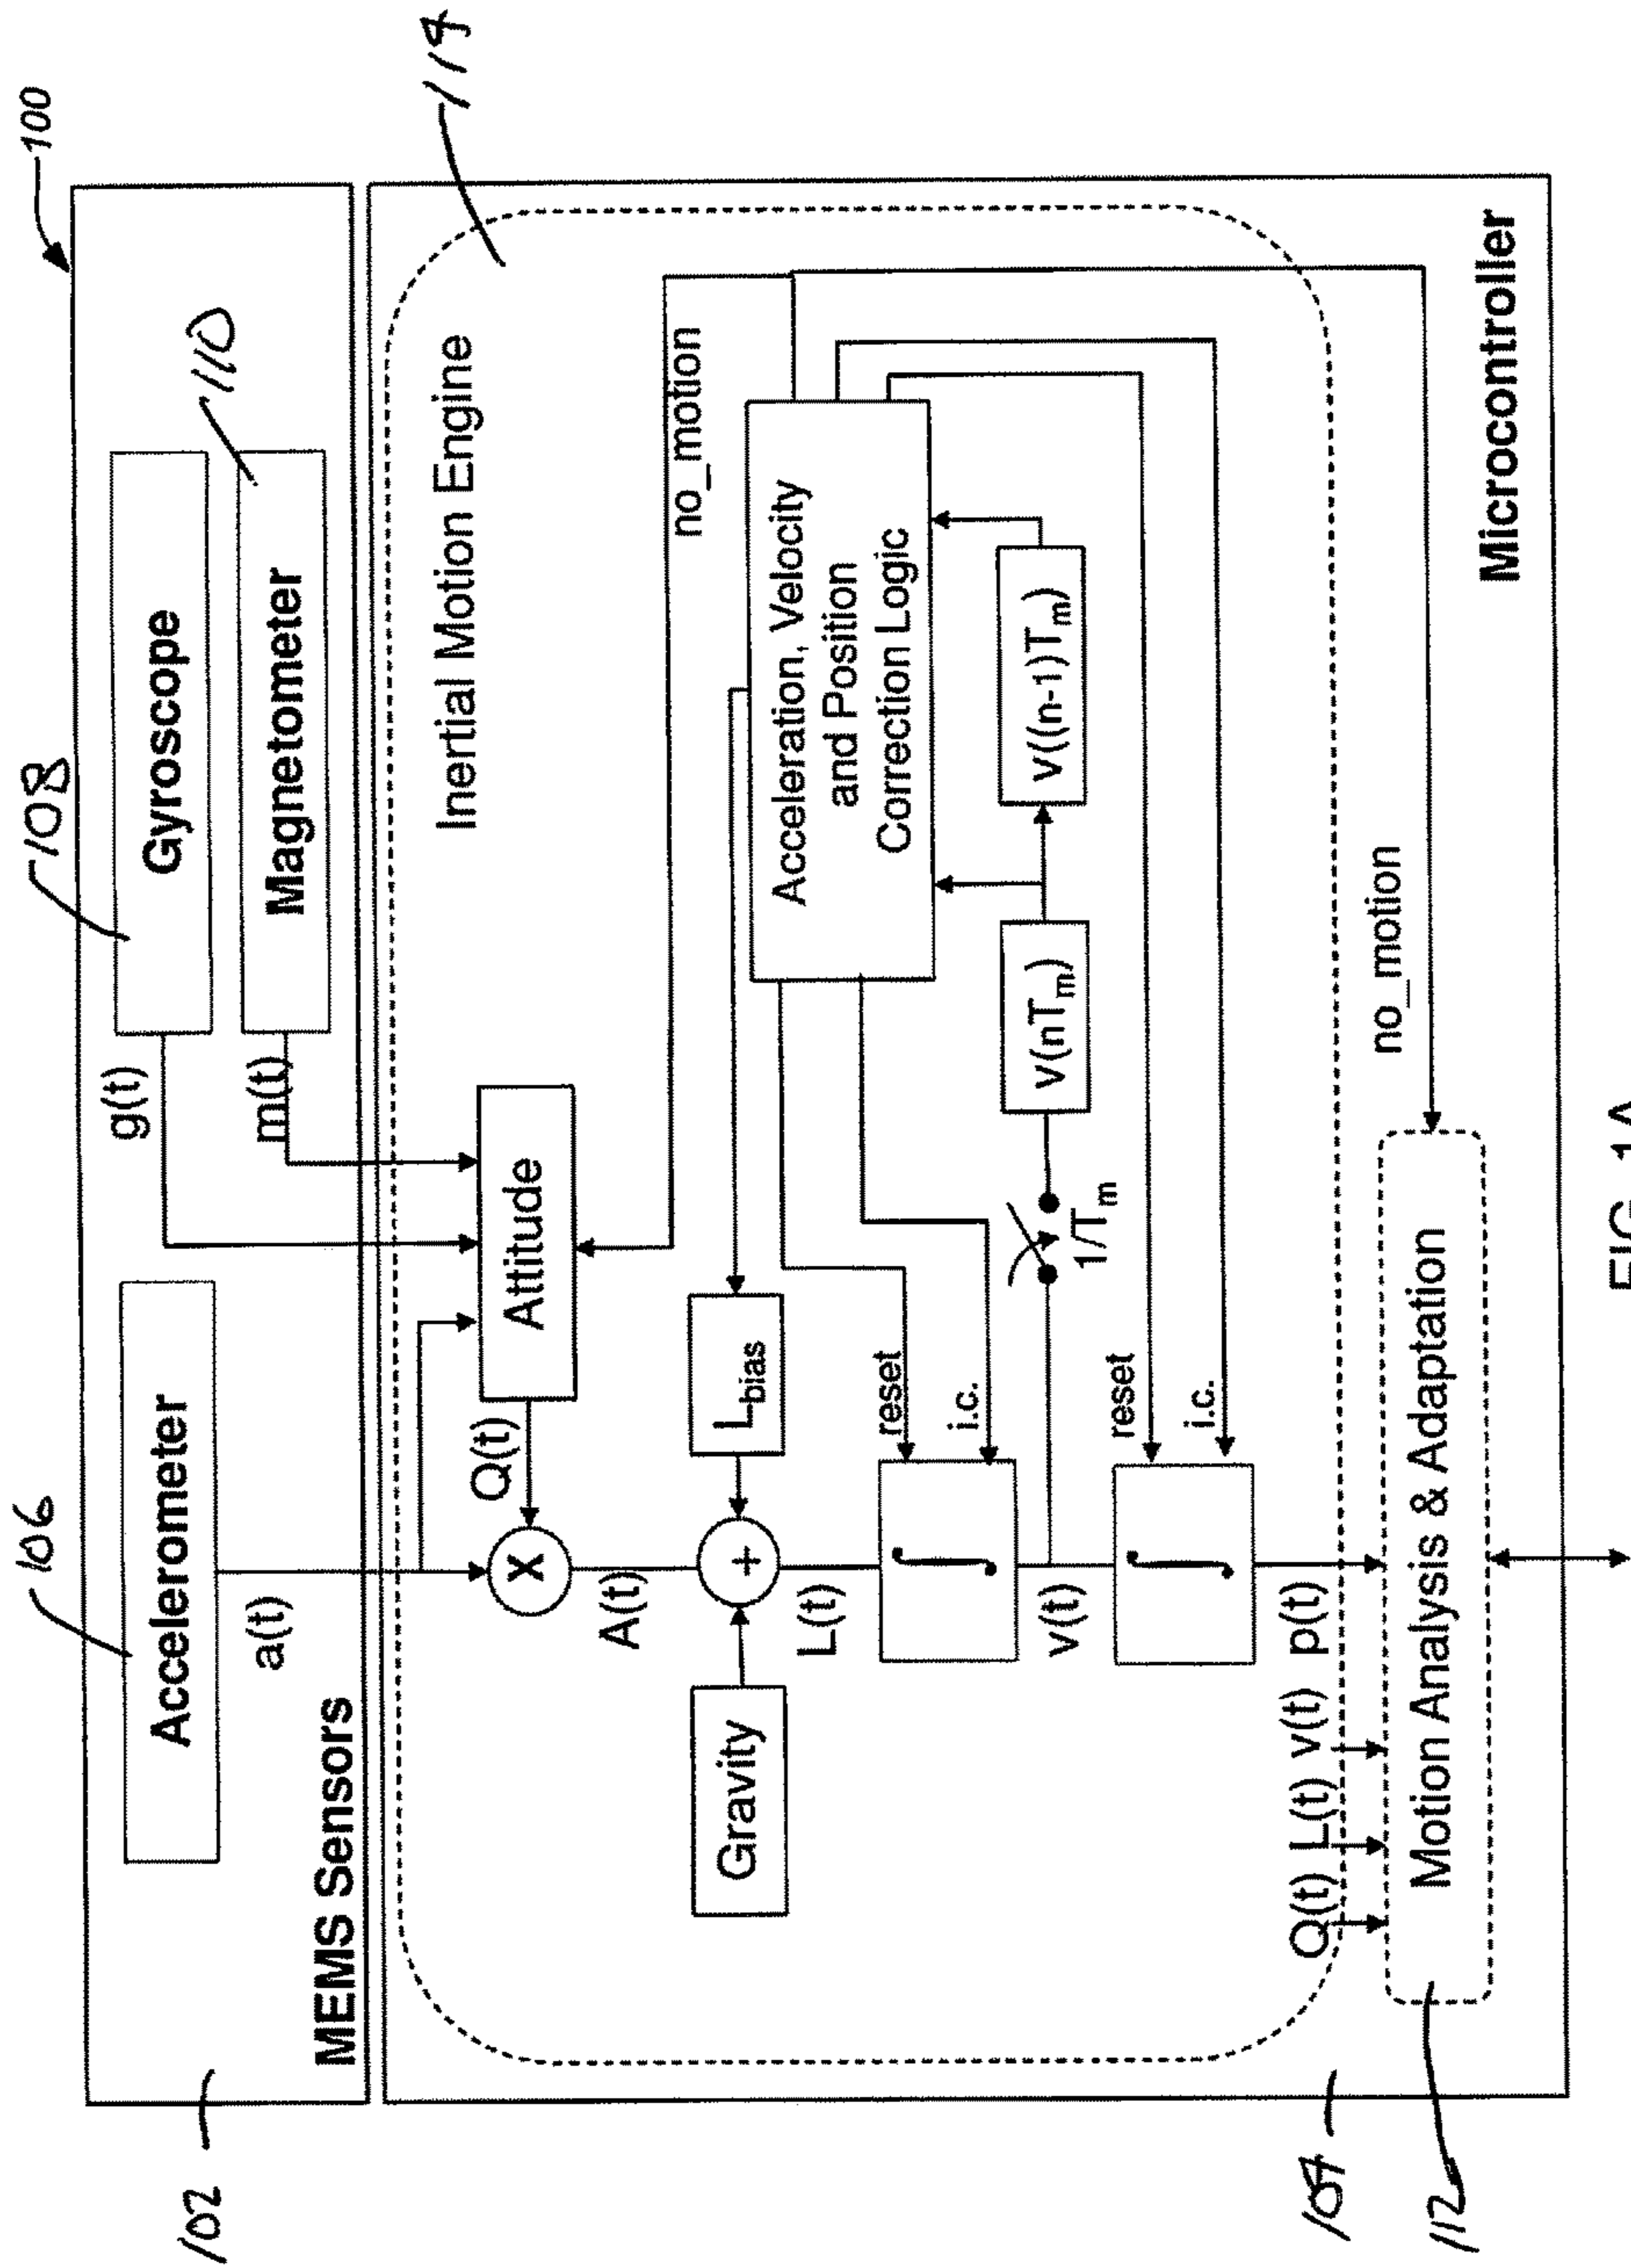 100
106
108
110
Accelerometer
Gyroscope
Magnetometer
a(t)
g(t)
m(t)
102
MEMS Sensors
114
Inertial Motion Engine
Attitude
Q(t)
X
A(t)
no_motion
Gravity
+
Lbias
L(t)
Acceleration, Velocity
and Position
Correction Logic
reset
i.c.
∫
v(t)
1/Tm
v(nTm)
v((n-1)Tm)
reset
i.c.
∫
Q(t) L(t) v(t) p(t)
no_motion
104
Motion Analysis & Adaptation
112
Microcontroller
FIG. 1A